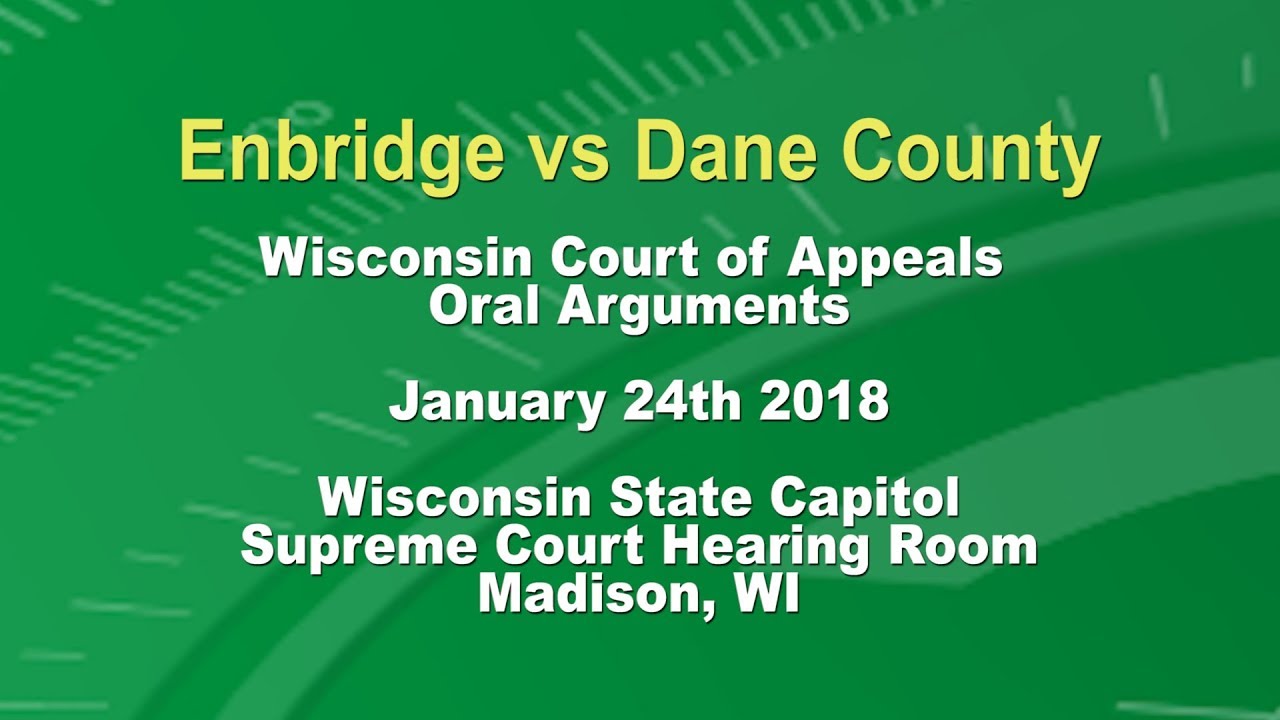 Enbridge vs Dane County
Wisconsin Court of Appeals
Oral Arguments
January 24th 2018
Wisconsin State Capitol
Supreme Court Hearing Room
Madison, WI